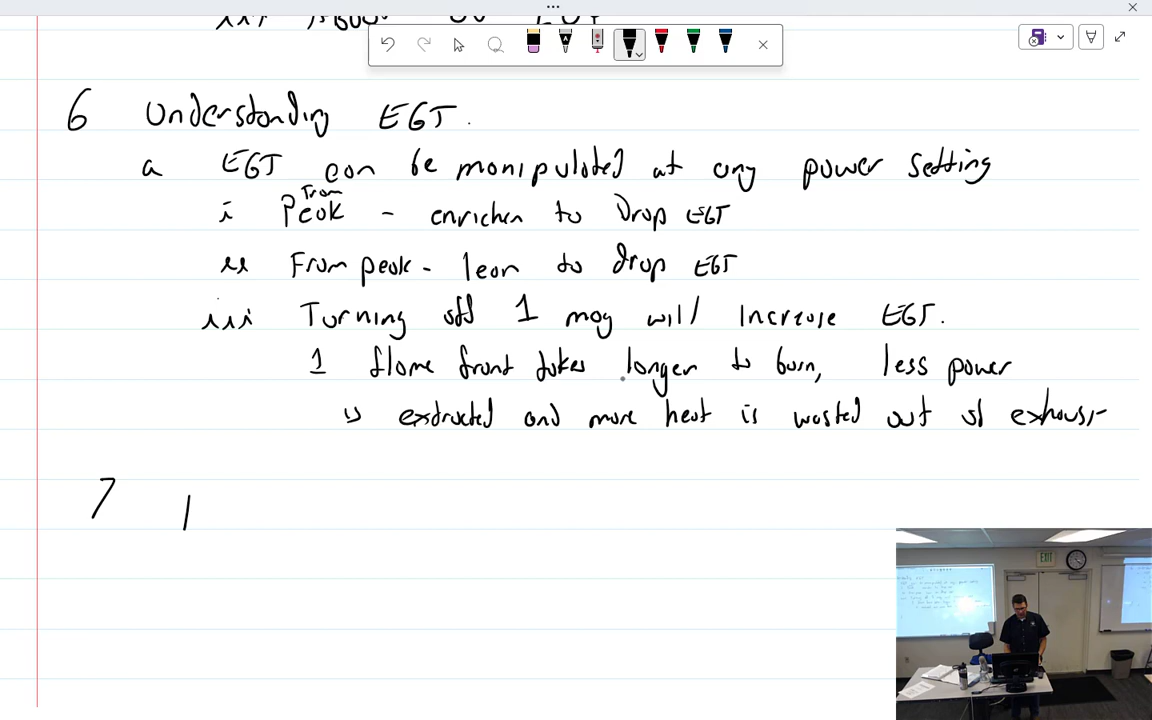 6 Understanding EGT.
a EGT can be manipulated at any power setting
i From Peak - enrichen to Drop EGT
ii From peak - lean to drop EGT
iii Turning off 1 mag will Increase EGT.
1 flame front takes longer to burn, less power
is extracted and more heat is wasted out of exhaust
7
EXIT